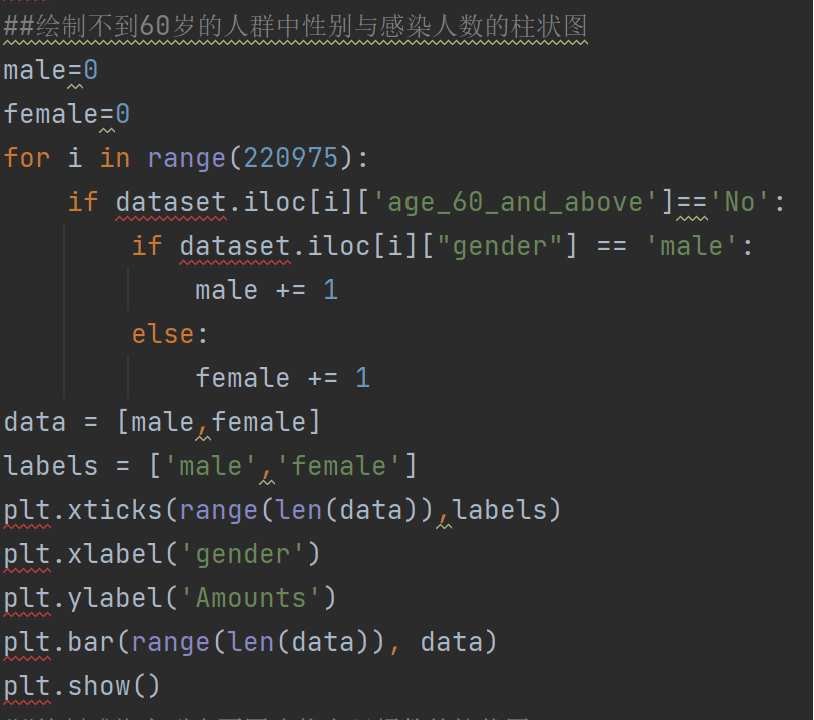 ##绘制不到60岁的人群中性别与感染人数的柱状图
male=0
female=0
for i in range(220975):
    if dataset.iloc[i]['age_60_and_above']=='No':
        if dataset.iloc[i]["gender"] == 'male':
            male += 1
        else:
            female += 1
data = [male,female]
labels = ['male','female']
plt.xticks(range(len(data)),labels)
plt.xlabel('gender')
plt.ylabel('Amounts')
plt.bar(range(len(data)), data)
plt.show()